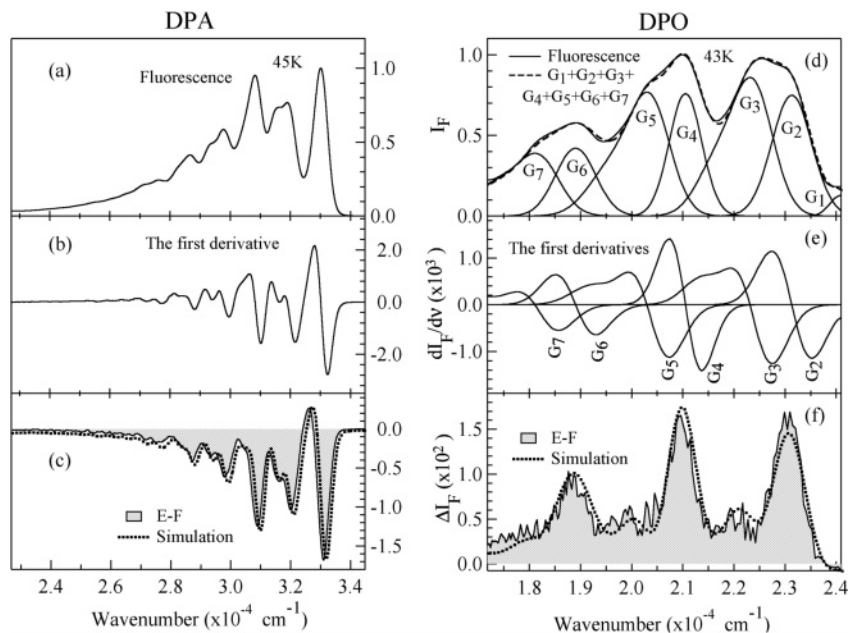 DPA
DPO
(a)
45K
Fluorescence
1.0
0.5
0.0
(b)
The first derivative
2.0
0.0
-2.0
(c)
E-F
Simulation
0.0
-0.5
-1.0
-1.5
2.4 2.6 2.8 3.0 3.2 3.4
Wavenumber (x10⁻⁴ cm⁻¹)
Fluorescence
G₁+G₂+G₃+
G₄+G₅+G₆+G₇
43K
(d)
I_F
1.0
0.5
0.0
G₇
G₆
G₅
G₄
G₃
G₂
G₁
The first derivatives
(e)
dI_F/dν (x10³)
1.0
0.0
-1.0
G₇
G₆
G₅
G₄
G₃
G₂
(f)
E-F
Simulation
ΔI_F (x10²)
1.5
1.0
0.5
0.0
1.8 1.9 2.0 2.1 2.2 2.3 2.4
Wavenumber (x10⁻⁴ cm⁻¹)